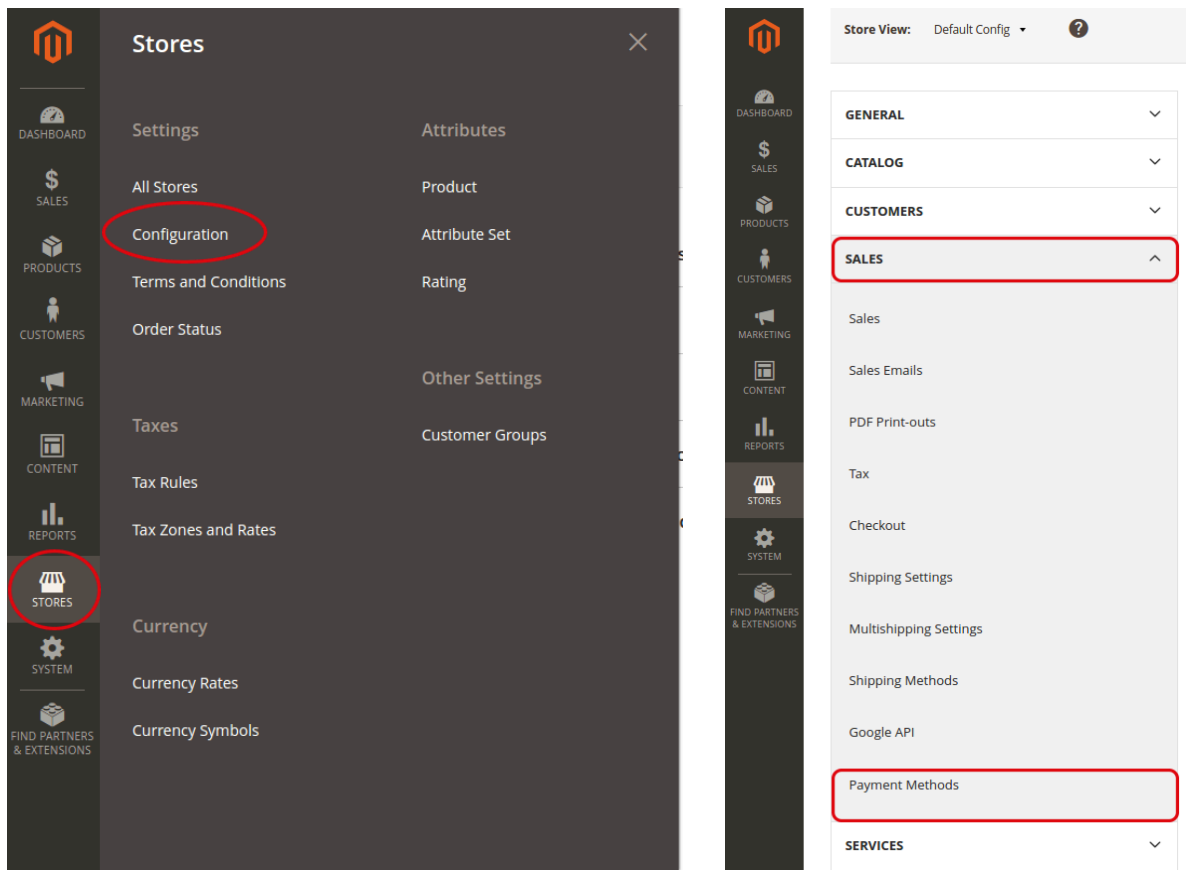 DASHBOARD
SALES
PRODUCTS
CUSTOMERS
MARKETING
CONTENT
REPORTS
STORES
SYSTEM
FIND PARTNERS
& EXTENSIONS
Stores
Settings
All Stores
Configuration
Terms and Conditions
Order Status
Taxes
Tax Rules
Tax Zones and Rates
Currency
Currency Rates
Currency Symbols
Attributes
Product
Attribute Set
Rating
Other Settings
Customer Groups
DASHBOARD
SALES
PRODUCTS
CUSTOMERS
MARKETING
CONTENT
REPORTS
STORES
SYSTEM
FIND PARTNERS
& EXTENSIONS
Store View: Default Config ?
GENERAL
CATALOG
CUSTOMERS
SALES
Sales
Sales Emails
PDF Print-outs
Tax
Checkout
Shipping Settings
Multishipping Settings
Shipping Methods
Google API
Payment Methods
SERVICES